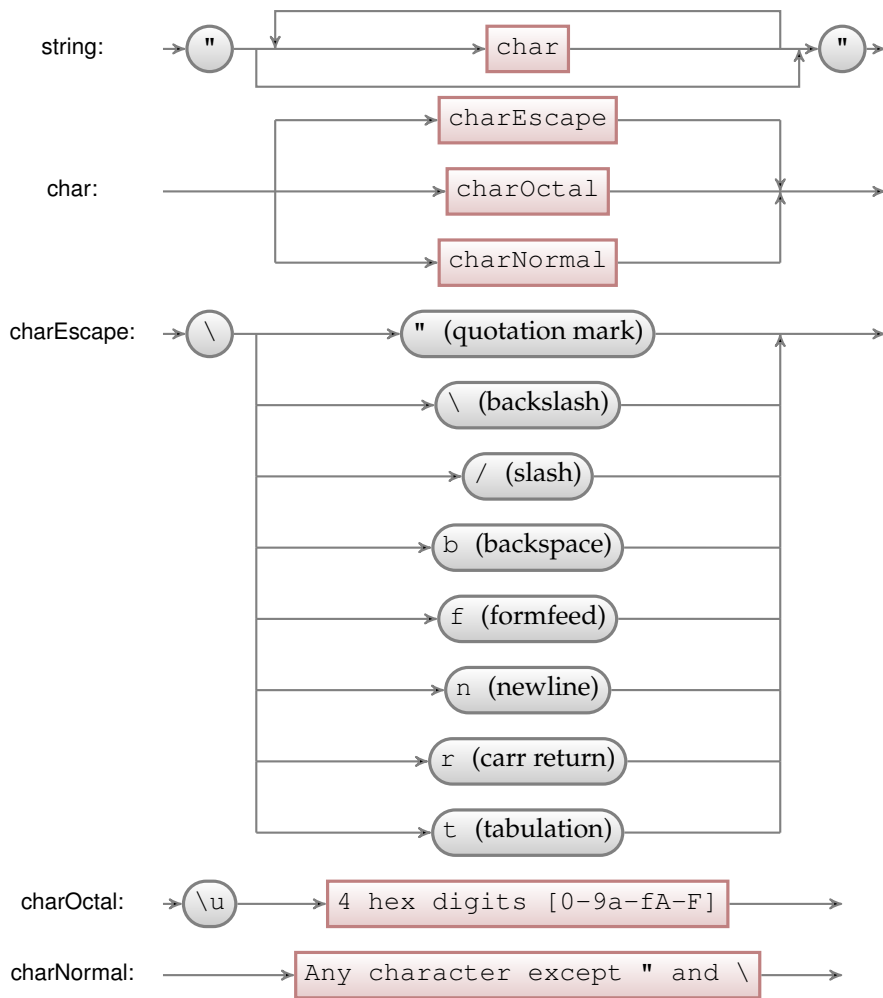 string: " char "
charEscape
char: charOctal
charNormal
charEscape: \ " (quotation mark)
\ (backslash)
/ (slash)
b (backspace)
f (formfeed)
n (newline)
r (carr return)
t (tabulation)
charOctal: \u 4 hex digits [0-9a-fA-F]
charNormal: Any character except " and \